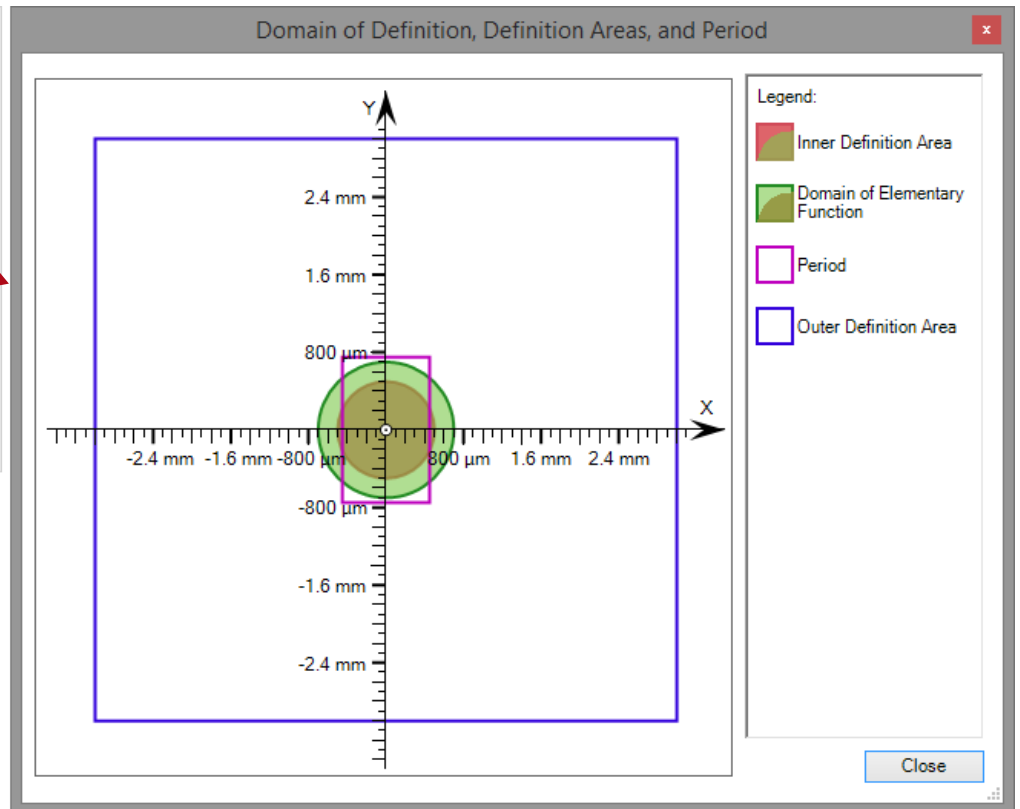 Domain of Definition, Definition Areas, and Period
x
Y
2.4 mm
1.6 mm
800 µm
X
-2.4 mm -1.6 mm -800 µm 800 µm 1.6 mm 2.4 mm
-800 µm
-1.6 mm
-2.4 mm
Legend:
Inner Definition Area
Domain of Elementary
Function
Period
Outer Definition Area
Close